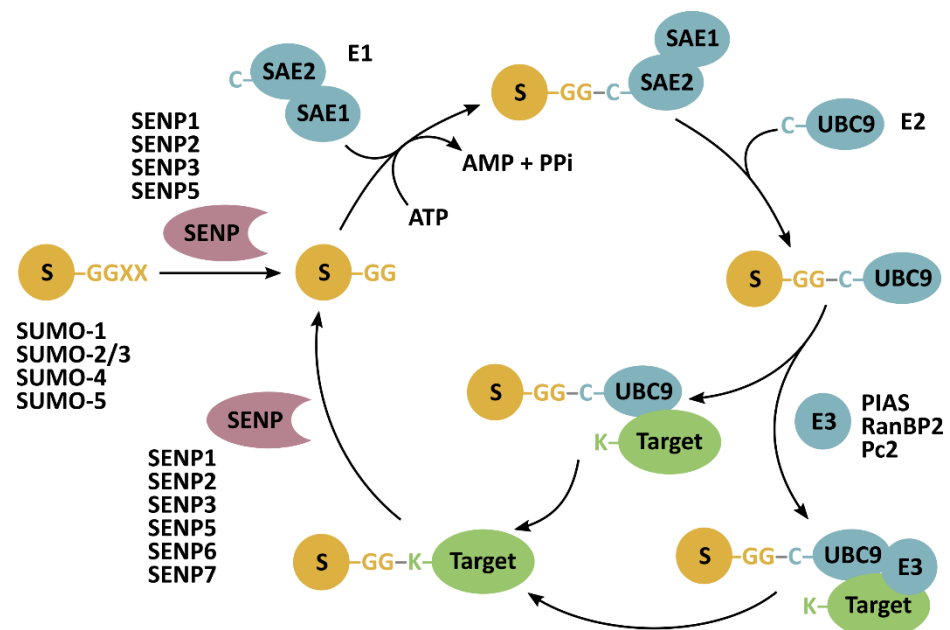 SAE1
E1
C
SAE2
SAE1
S
GG
C
SAE2
SENP1
SENP2
SENP3
SENP5
C
UBC9
E2
AMP + PPi
ATP
SENP
S
GGXX
S
GG
S
GG
C
UBC9
SUMO-1
SUMO-2/3
SUMO-4
SUMO-5
S
GG
C
UBC9
K
Target
E3
PIAS
RanBP2
Pc2
SENP
SENP1
SENP2
SENP3
SENP5
SENP6
SENP7
S
GG
K
Target
S
GG
C
UBC9
E3
K
Target